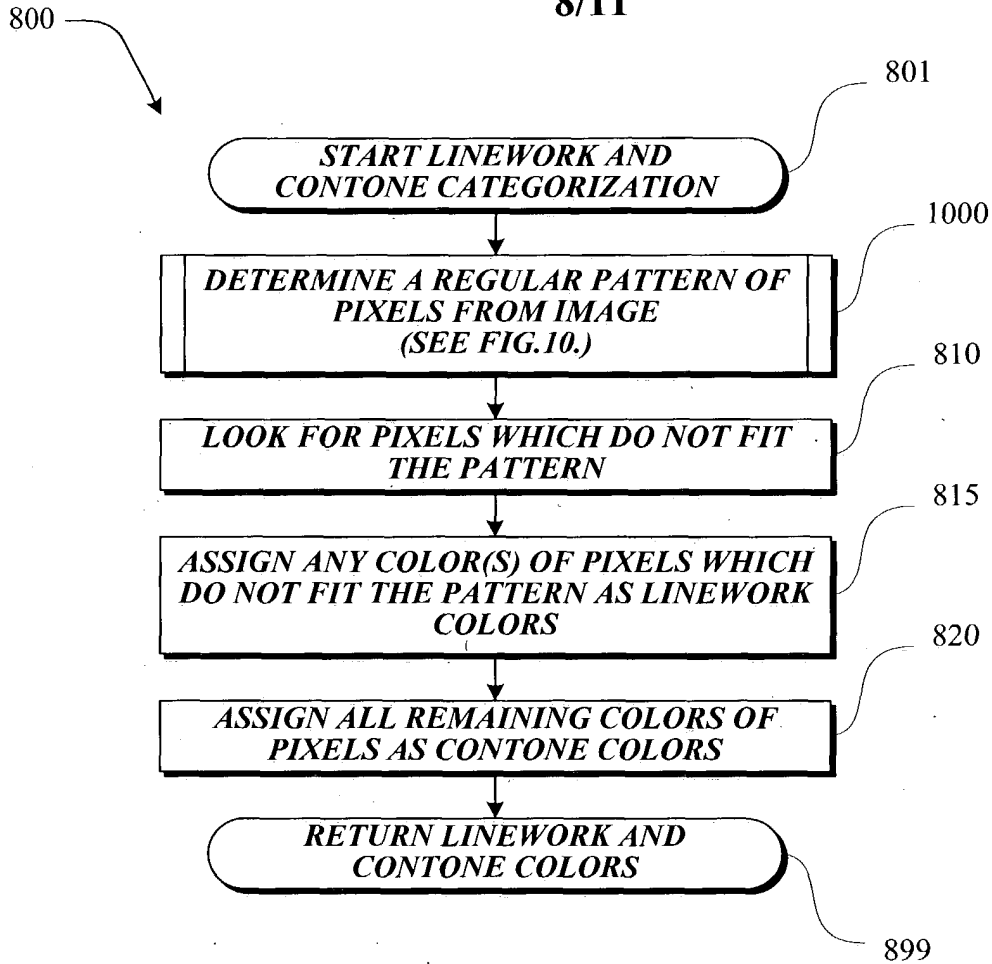 8/11
800
801
START LINEWORK AND
CONTONE CATEGORIZATION
1000
DETERMINE A REGULAR PATTERN OF
PIXELS FROM IMAGE
(SEE FIG.10.)
810
LOOK FOR PIXELS WHICH DO NOT FIT
THE PATTERN
815
ASSIGN ANY COLOR(S) OF PIXELS WHICH
DO NOT FIT THE PATTERN AS LINEWORK
COLORS
820
ASSIGN ALL REMAINING COLORS OF
PIXELS AS CONTONE COLORS
RETURN LINEWORK AND
CONTONE COLORS
899